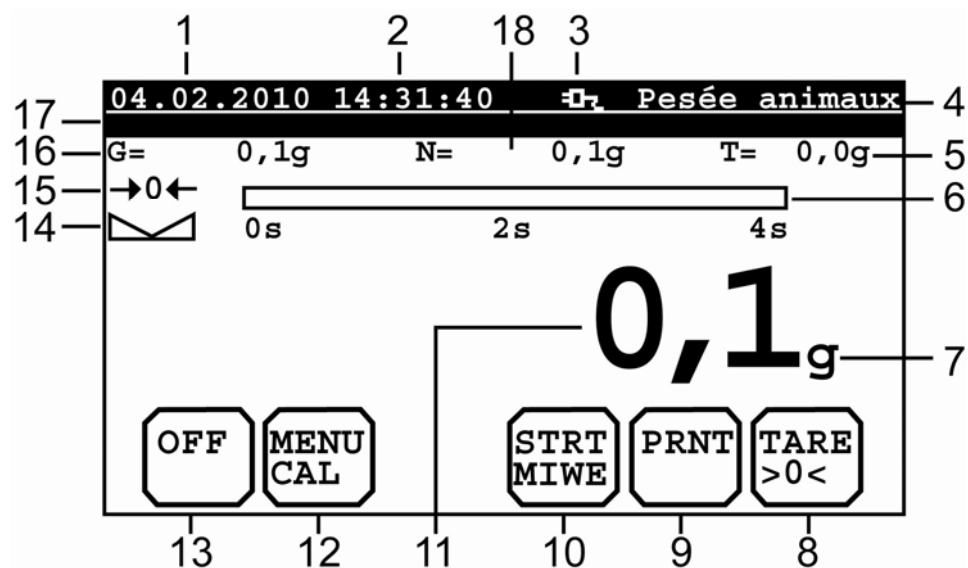 1 2 18 3
04.02.2010 14:31:40 Pesée animaux 4
17
16 G= 0,1g N= 0,1g T= 0,0g 5
15 →0← 6
14 0s 2s 4s
0,1g 7
OFF MENU STRT PRNT TARE
CAL MIWE >0<
13 12 11 10 9 8